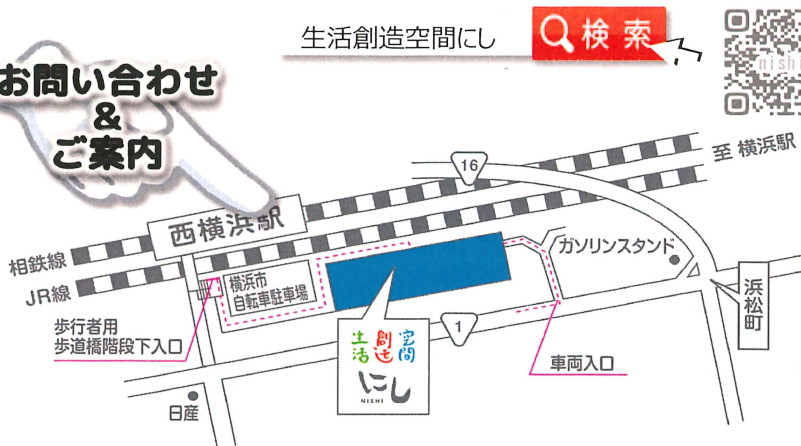 生活創造空間にし
検索
nishi
お問い合わせ
&
ご案内
至 横浜駅
16
西横浜駅
相鉄線
JR線
ガソリンスタンド
横浜市
自転車駐車場
浜松町
歩行者用
歩道橋階段下入口
1
生活 創造 空間
にし
NISHI
車両入口
日産